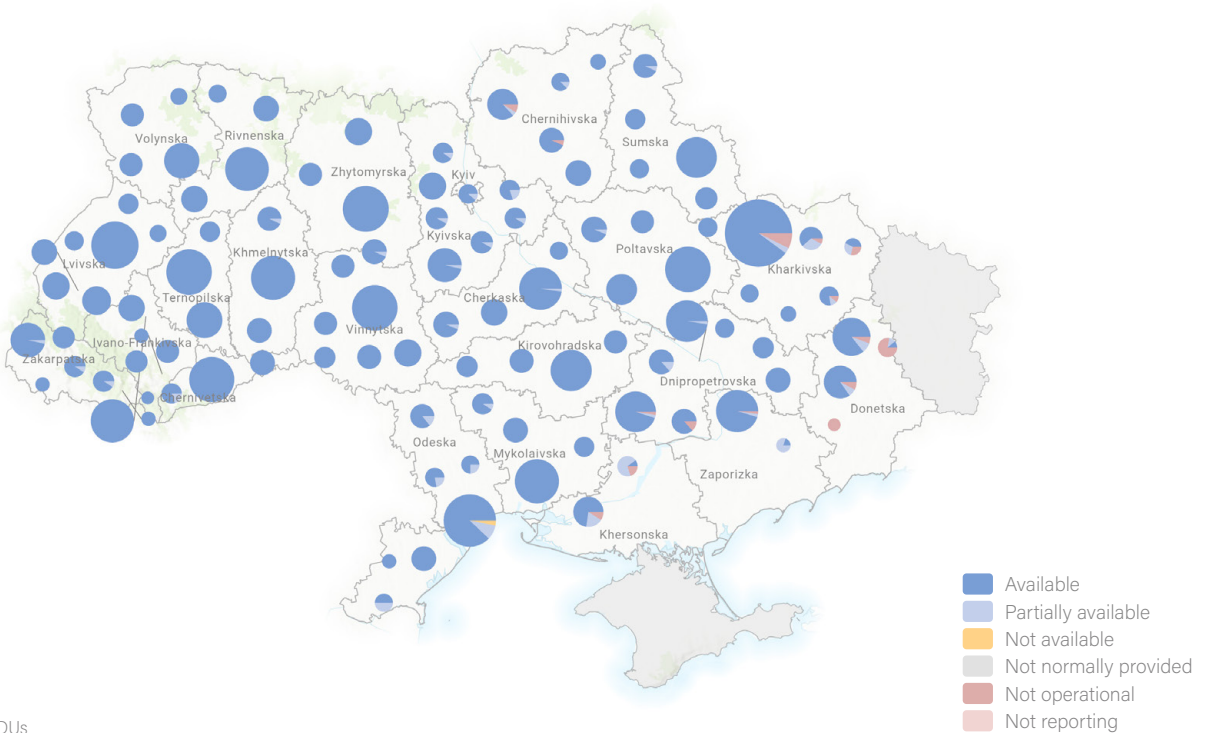 Chernihivska
Sumska
Volynska
Rivnenska
Zhytomyrska
Kyiv
Kyivska
Poltavska
Kharkivska
Lvivska
Khmelnytska
Ternopilska
Cherkaska
Vinnytska
Ivano-Frankivska
Kirovohradska
Zakarpatska
Dnipropetrovska
Chernivetska
Donetska
Odeska
Mykolaivska
Zaporizka
Khersonska
Available
Partially available
Not available
Not normally provided
Not operational
Not reporting